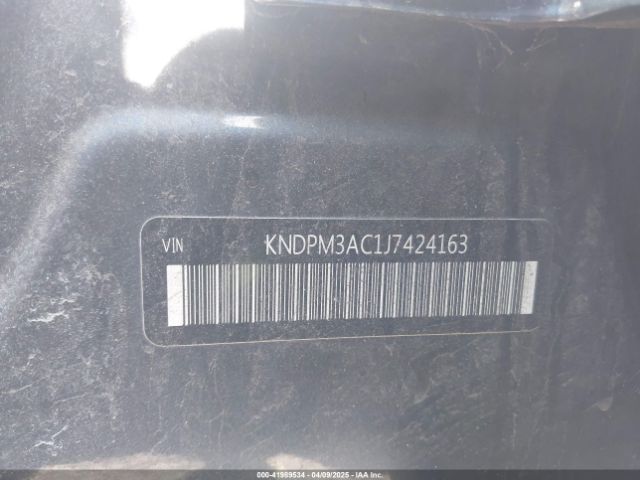 VIN KNDPM3AC1J7424163
000-41989534 - 04/09/2025 - IAA Inc.